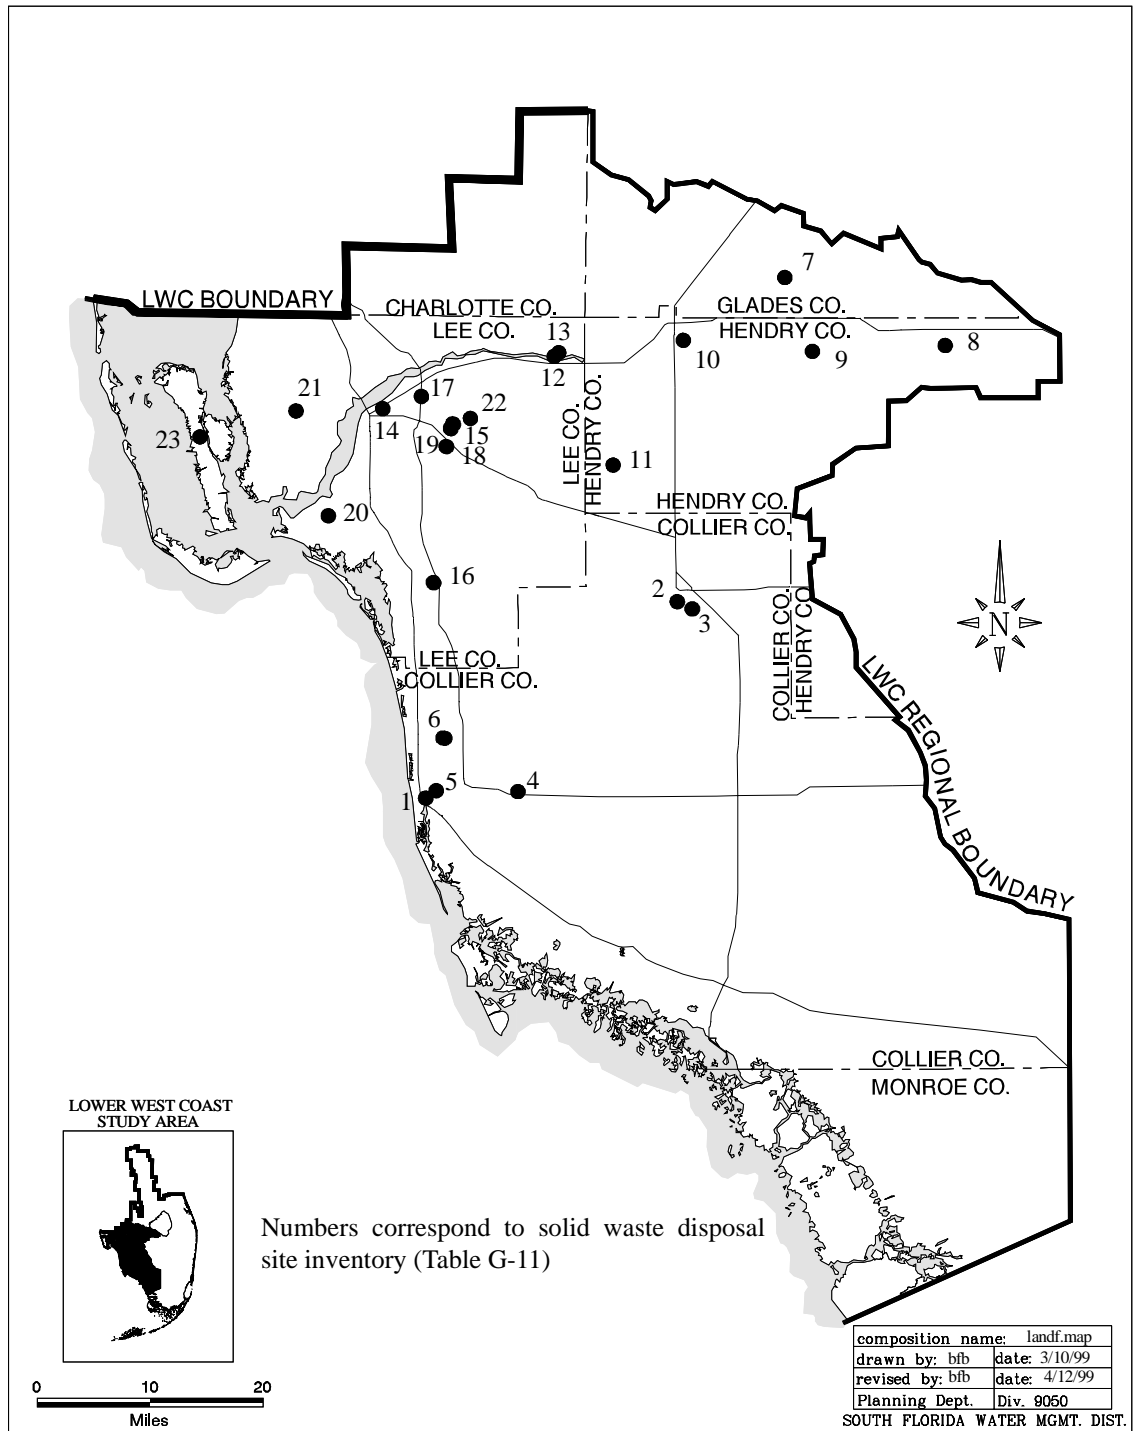 7
LWC BOUNDARY
CHARLOTTE CO.
LEE CO.
GLADES CO.
HENDRY CO.
13
12
10
9
8
21
17
22
14
15
19
18
23
LEE CO.
HENDRY CO.
11
HENDRY CO.
COLLIER CO.
20
16
2
3
COLLIER CO.
HENDRY CO.
N
LEE CO.
COLLIER CO.
LWC REGIONAL BOUNDARY
6
5
4
1
COLLIER CO.
MONROE CO.
LOWER WEST COAST
STUDY AREA
Numbers correspond to solid waste disposal
site inventory (Table G-11)
composition name: landf.map
drawn by: bfb date: 3/10/99
revised by: bfb date: 4/12/99
Planning Dept. Div. 9050
SOUTH FLORIDA WATER MGMT. DIST.
0 10 20
Miles